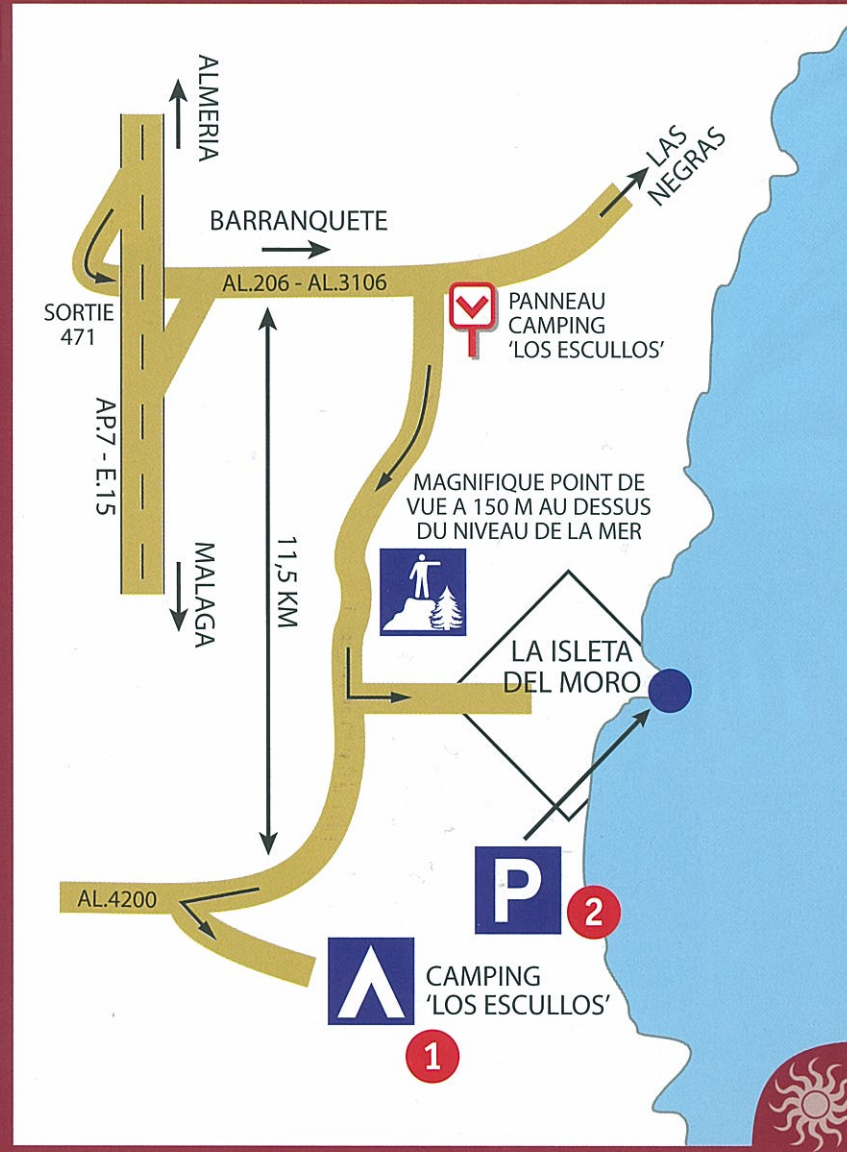 ALMERIA
LAS
NEGRAS
BARRANQUETE
AL.206 - AL.3106
SORTIE
471
PANNEAU
CAMPING
'LOS ESCULLOS'
AP.7 - E.15
MAGNIFIQUE POINT DE
VUE A 150 M AU DESSUS
DU NIVEAU DE LA MER
11,5 KM
MALAGA
LA ISLETA
DEL MORO
P
2
AL.4200
CAMPING
'LOS ESCULLOS'
1